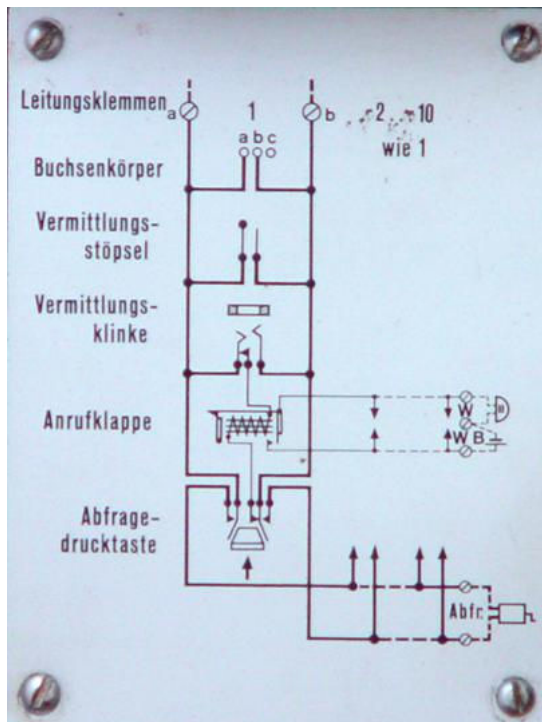 Leitungsklemmen a 1 b 2 10
wie 1
a b c
Buchsenkörper
Vermittlungs-
stöpsel
Vermittlungs-
klinke
Anrufklappe
W
W B
Abfrage-
drucktaste
Abfr.